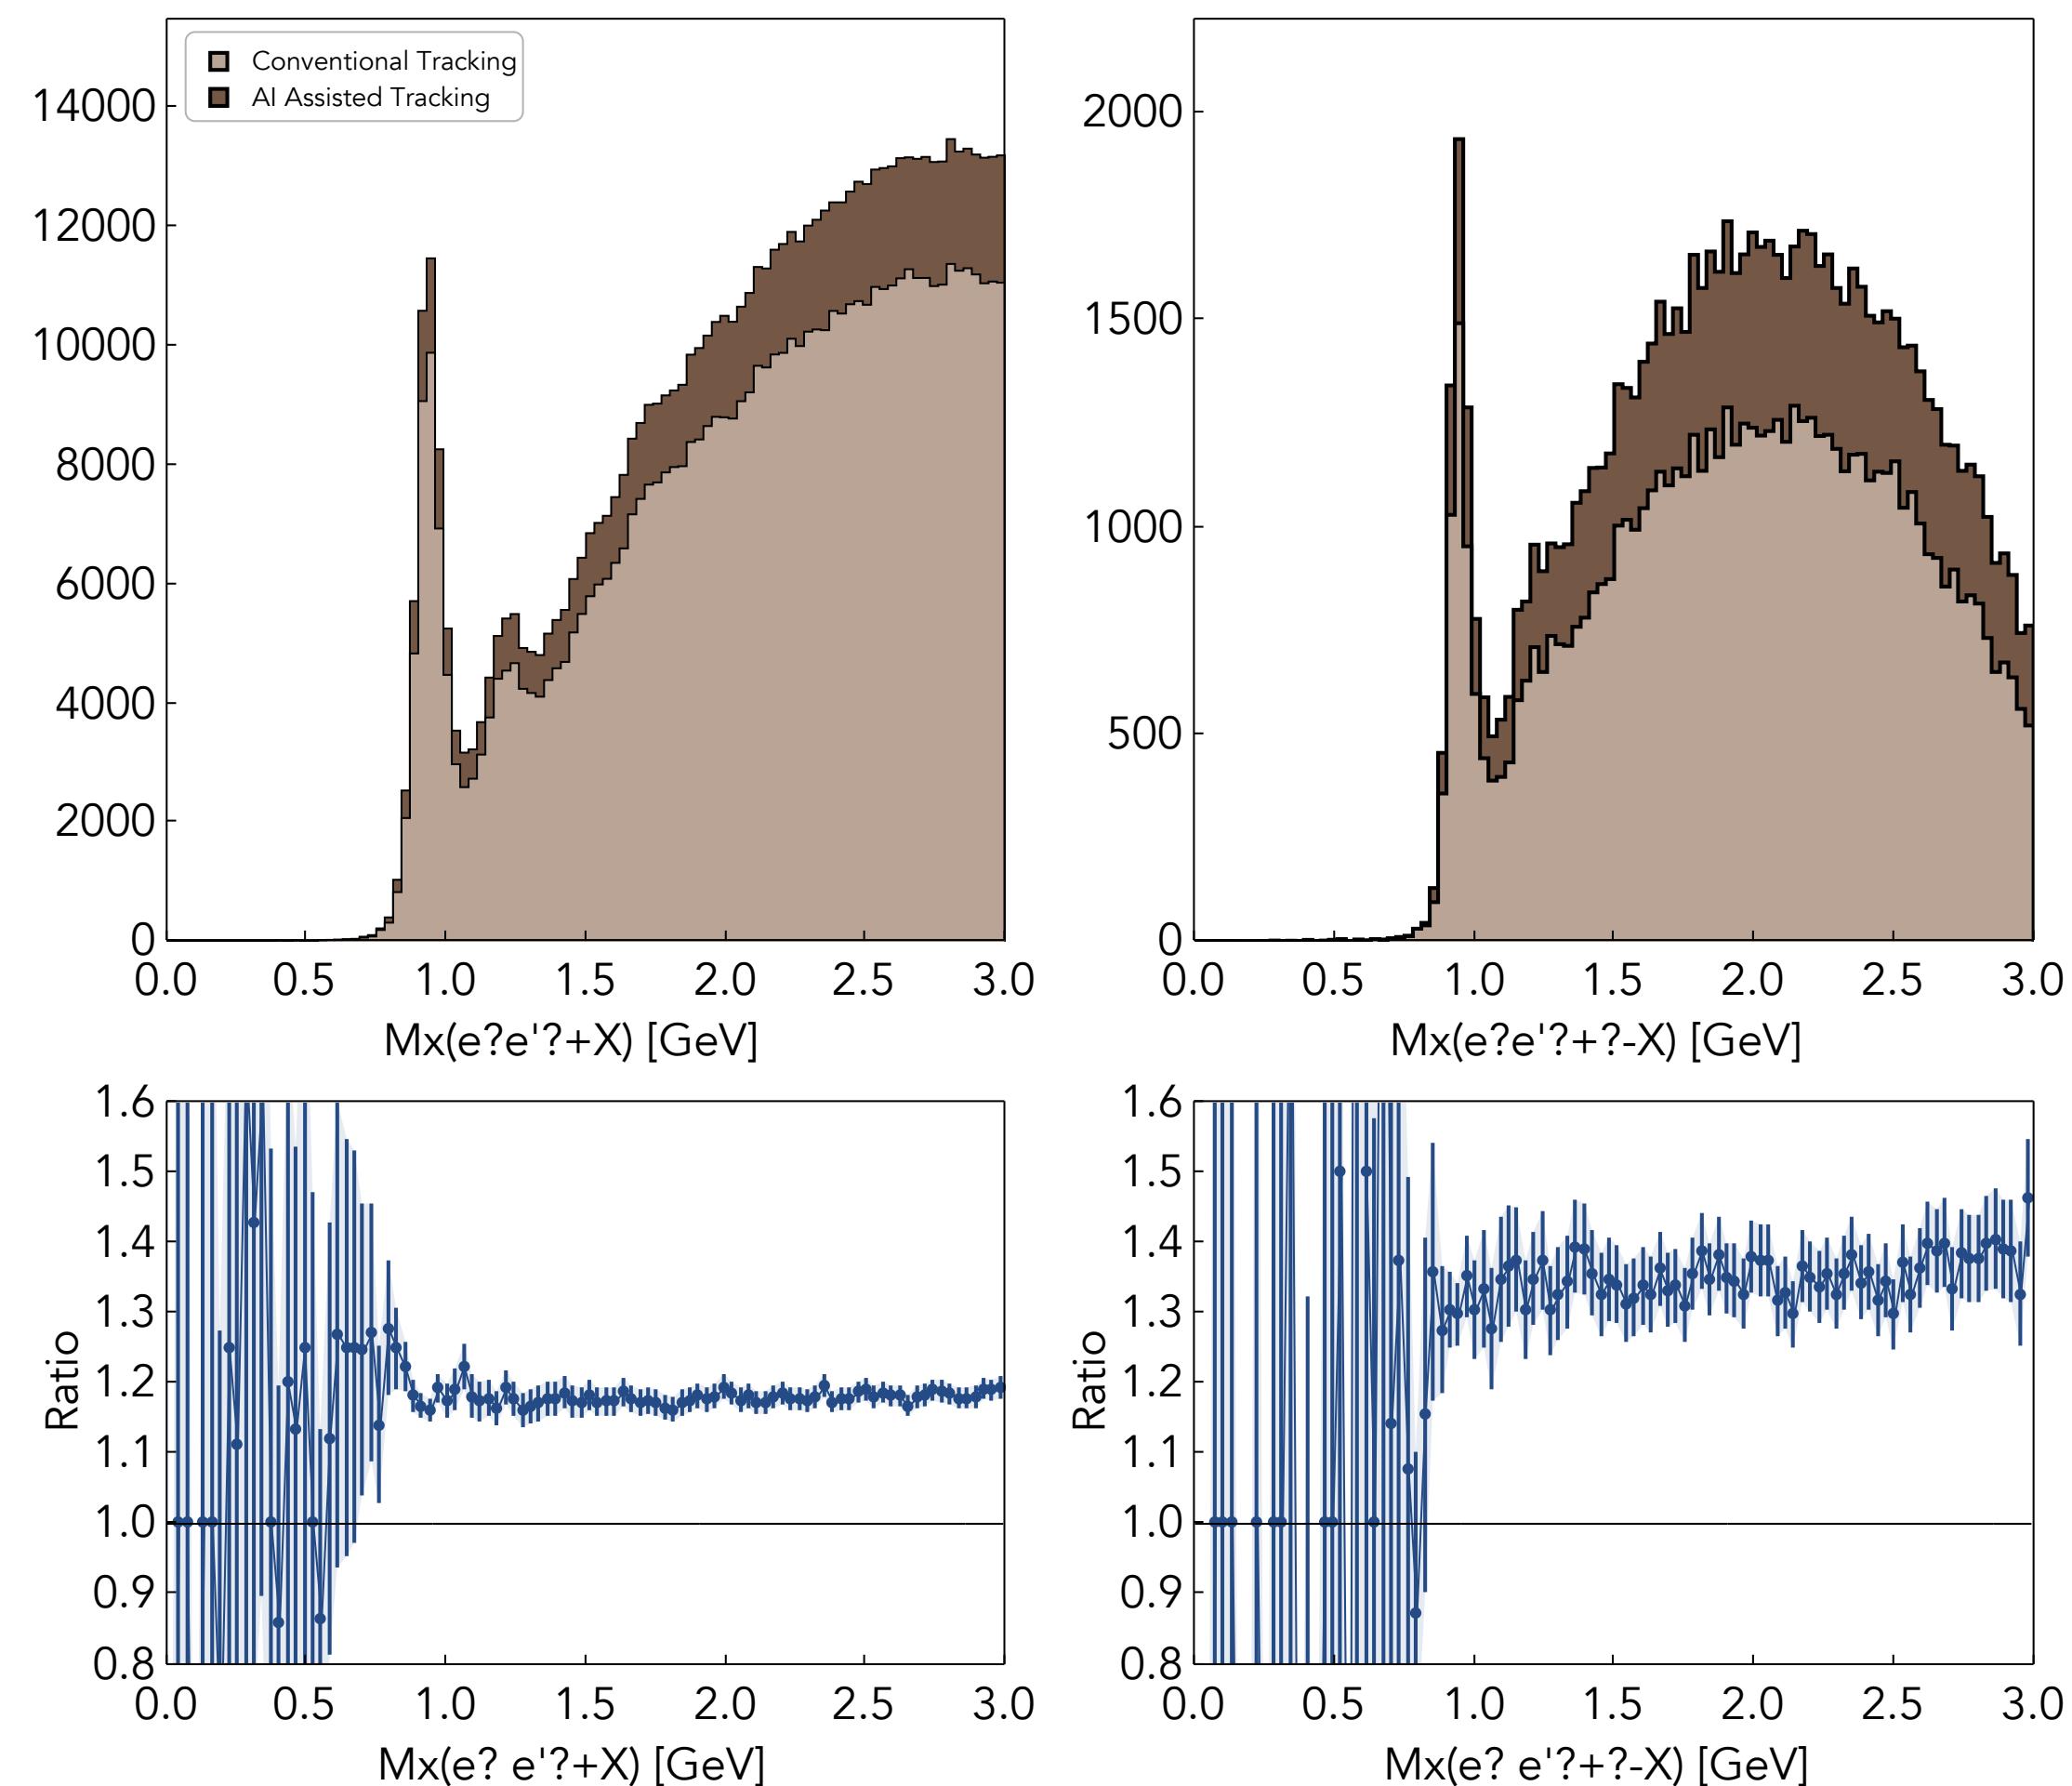 Conventional Tracking
AI Assisted Tracking
14000
12000
10000
8000
6000
4000
2000
0
0.0 0.5 1.0 1.5 2.0 2.5 3.0
Mx(e?e'?+X) [GeV]
2000
1500
1000
500
0
0.0 0.5 1.0 1.5 2.0 2.5 3.0
Mx(e?e'?+?-X) [GeV]
1.6
1.5
1.4
1.3
1.2
1.1
1.0
0.9
0.8
Ratio
0.0 0.5 1.0 1.5 2.0 2.5 3.0
Mx(e? e'?+X) [GeV]
1.6
1.5
1.4
1.3
1.2
1.1
1.0
0.9
0.8
Ratio
0.0 0.5 1.0 1.5 2.0 2.5 3.0
Mx(e? e'?+?-X) [GeV]